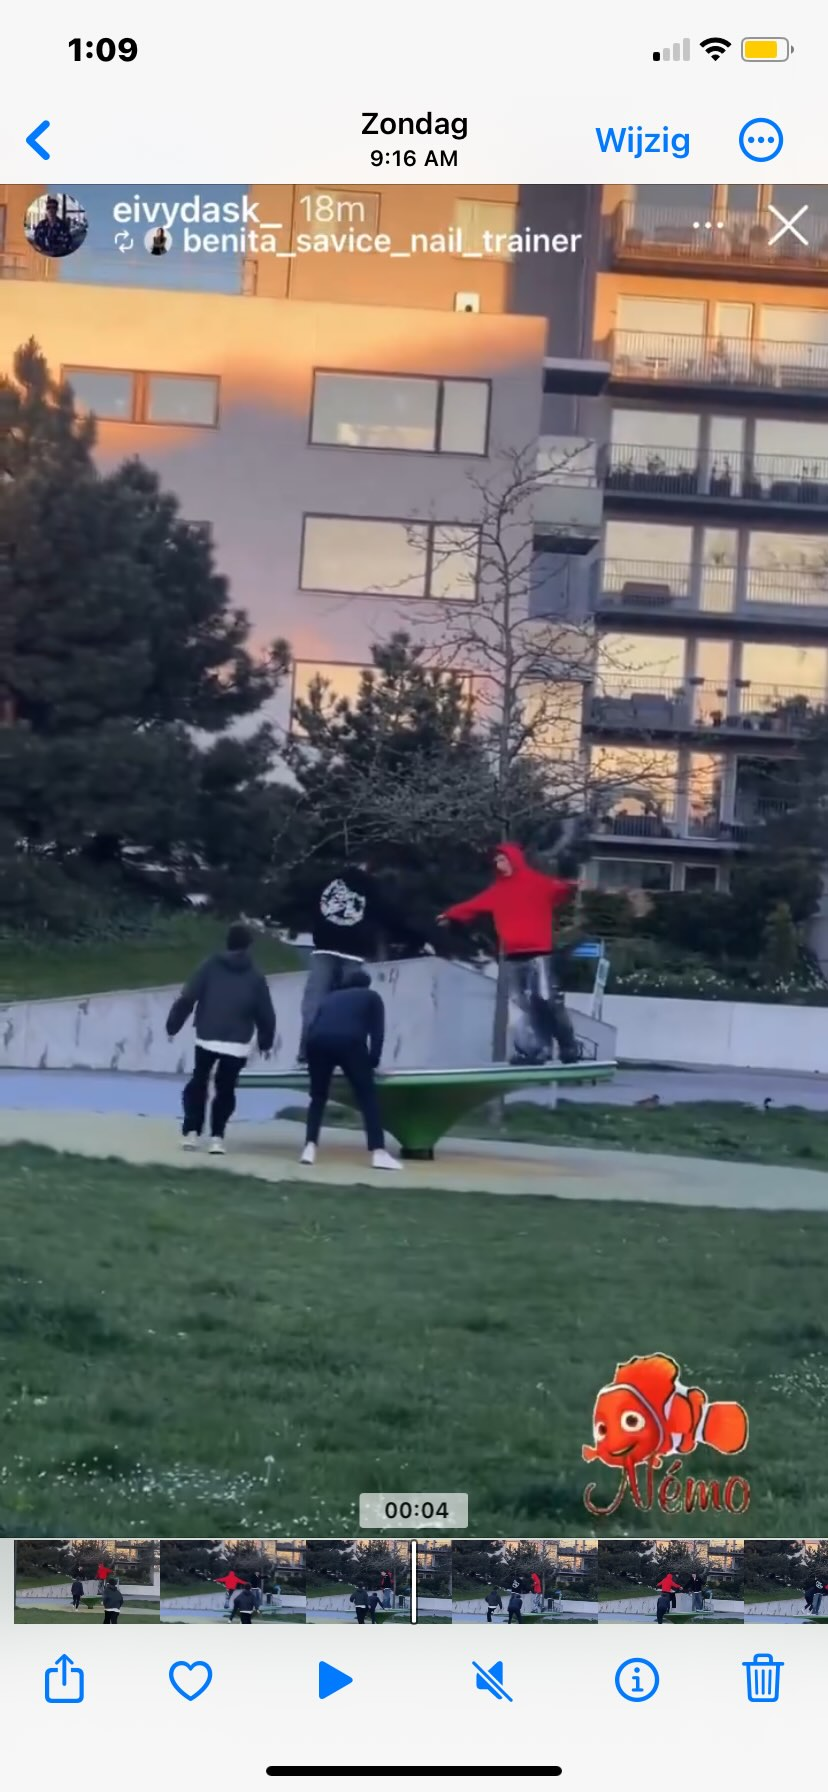 1:09
Zondag
9:16 AM
Wijzig
eivydask_ 18m
benita_savice_nail_trainer
Némo
00:04